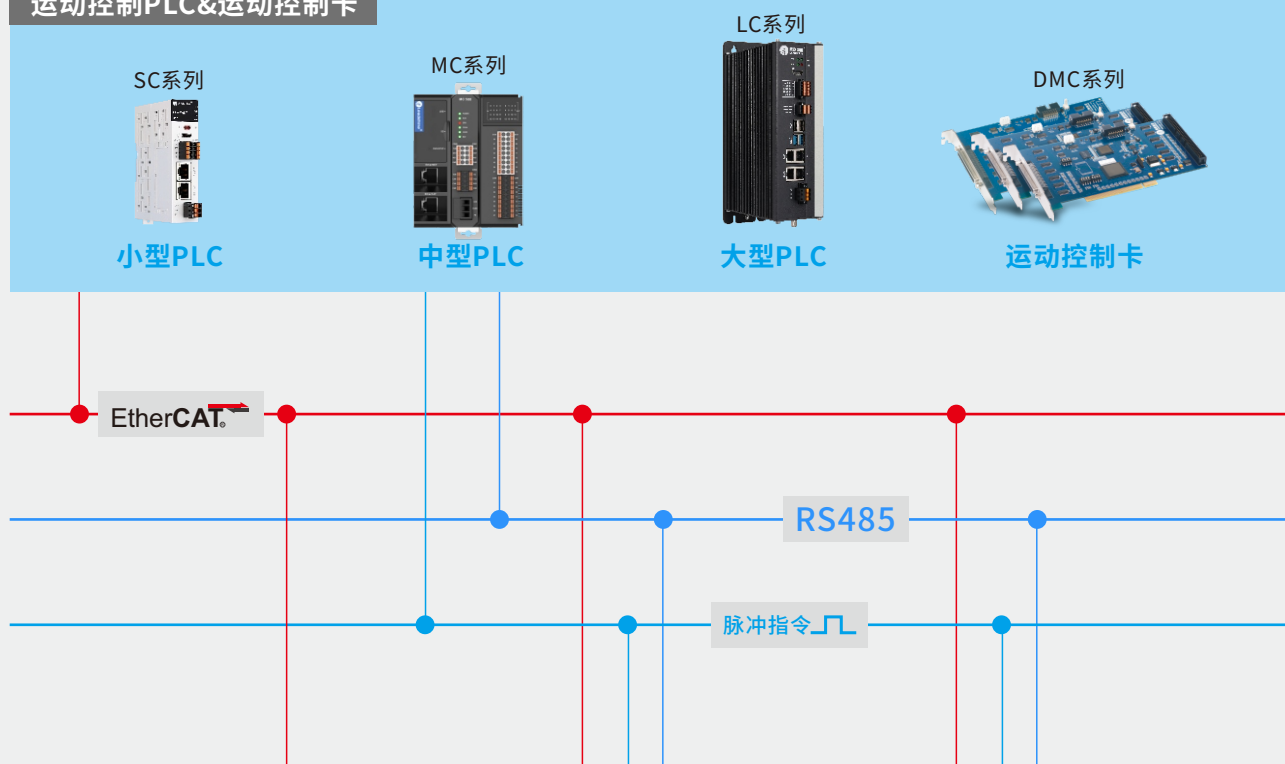 运动控制PLC&运动控制卡
SC系列
MC系列
LC系列
DMC系列
小型PLC
中型PLC
大型PLC
运动控制卡
EtherCAT®
RS485
脉冲指令